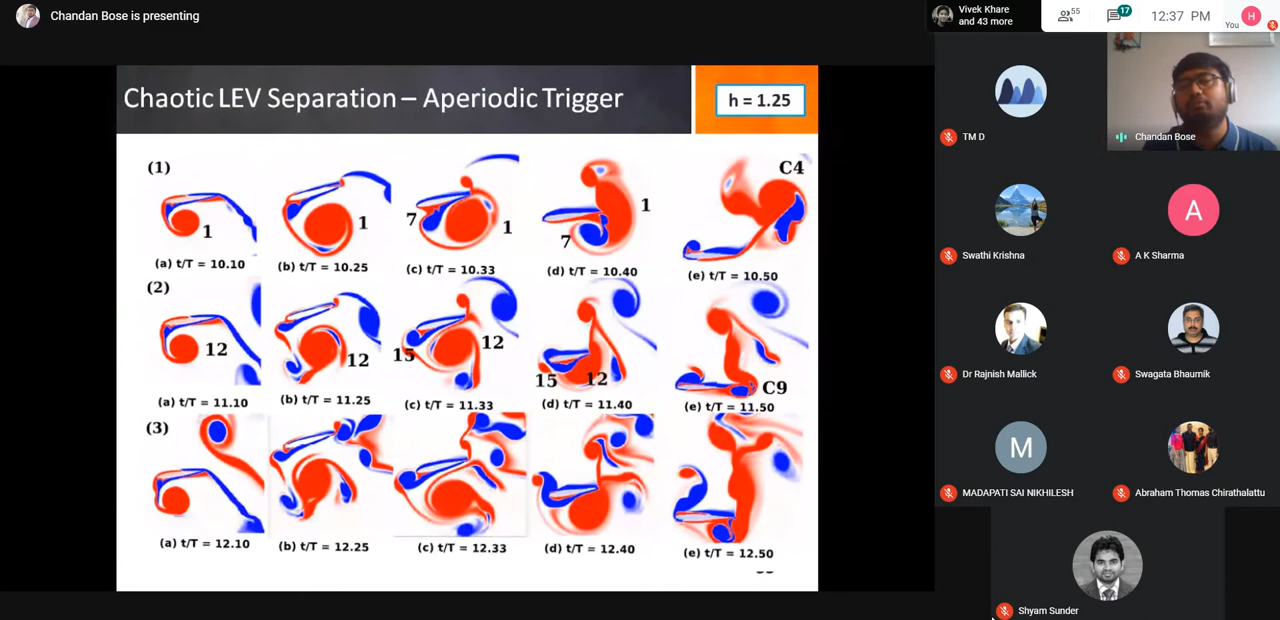 Chandan Bose is presenting
Vivek Khare
and 43 more
55
17
12:37 PM
H
You
Chaotic LEV Separation – Aperiodic Trigger
h = 1.25
(1)
1
1
7
1
7
1
C4
(a) t/T = 10.10
(b) t/T = 10.25
(c) t/T = 10.33
(d) t/T = 10.40
(e) t/T = 10.50
(2)
12
12
15
12
15
12
C9
(a) t/T = 11.10
(b) t/T = 11.25
(c) t/T = 11.33
(d) t/T = 11.40
(e) t/T = 11.50
(3)
(a) t/T = 12.10
(b) t/T = 12.25
(c) t/T = 12.33
(d) t/T = 12.40
(e) t/T = 12.50
TM D
Chandan Bose
Swathi Krishna
A
A K Sharma
Dr Rajnish Mallick
Swagata Bhaumik
M
MADAPATI SAI NIKHILESH
Abraham Thomas Chirathalattu
Shyam Sunder